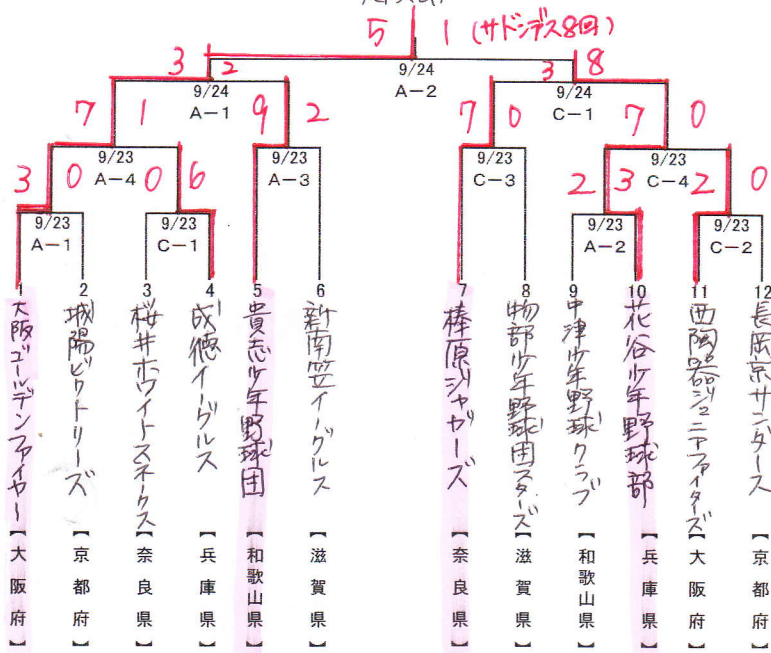 5 1 (サドンデス8回)
9/24
A-2
3 2
9/24
A-1
3 8
9/24
C-1
7 1
9/23
A-4
9 2
9/23
A-3
7 0
9/23
C-3
7 0
9/23
C-4
3 0
9/23
A-1
0 6
9/23
C-1
2 3
9/23
A-2
2 0
9/23
C-2
1 大阪ゴールデンファイヤー 【大阪府】
2 城陽ビクトリーズ 【京都府】
3 桜井ホワイトスネークス 【奈良県】
4 成徳イーグルス 【兵庫県】
5 貴志少年野球団 【和歌山県】
6 新南笠イーグルス 【滋賀県】
7 榛原ジャガーズ 【奈良県】
8 物部少年野球団スターズ 【滋賀県】
9 中津少年野球クラブ 【和歌山県】
10 花谷少年野球部 【兵庫県】
11 西陶器ジュニアファイターズ 【大阪府】
12 長岡京サンダース 【京都府】